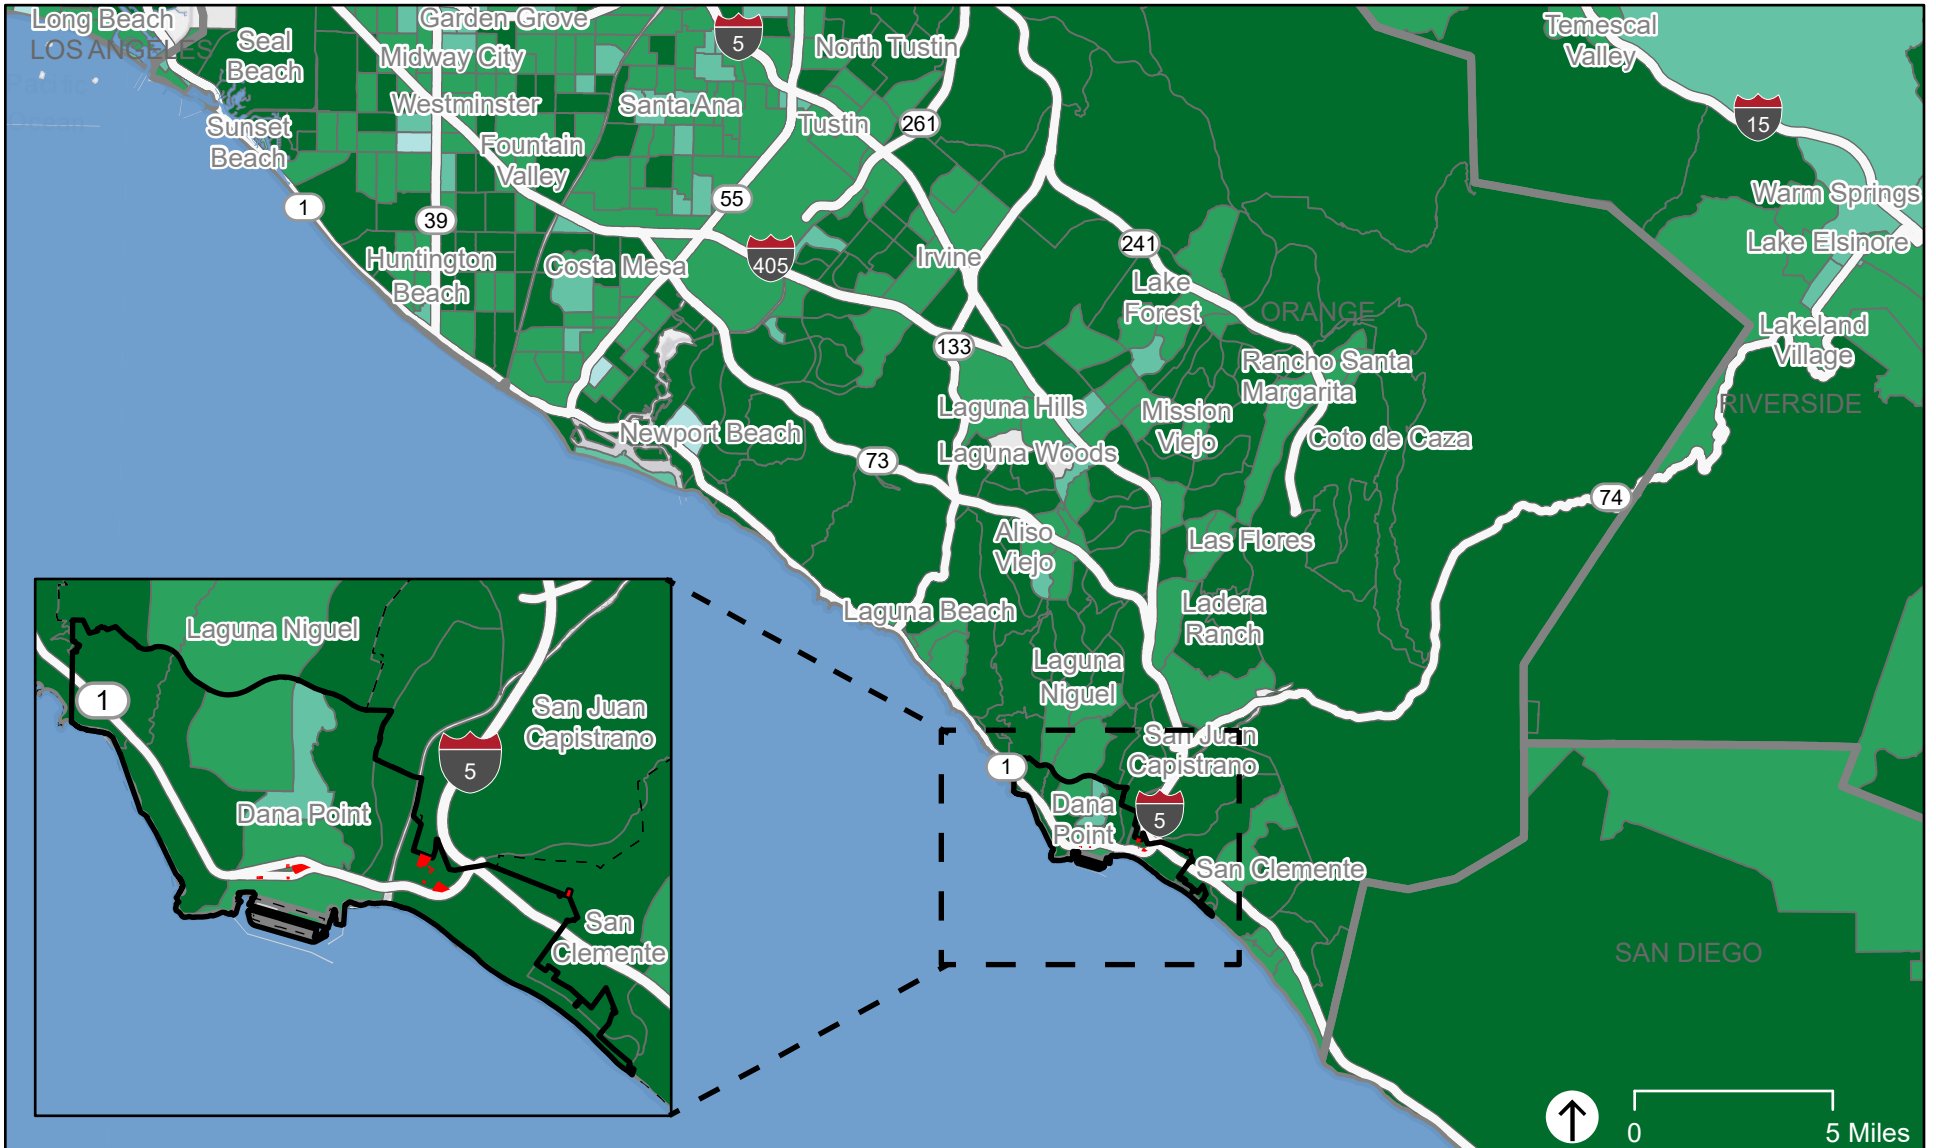 Long Beach
LOS ANGELES
Seal
Beach
Garden Grove
Midway City
Westminster
5
North Tustin
Temescal
Valley
Pacific
Ocean
Sunset
Beach
Santa Ana
Tustin
261
15
Fountain
Valley
1
39
55
Warm Springs
Lake Elsinore
Huntington
Beach
Costa Mesa
405
Irvine
241
Lake
Forest
ORANGE
133
Lakeland
Village
Rancho Santa
Margarita
RIVERSIDE
Laguna Hills
Mission
Viejo
Newport Beach
Laguna Woods
Coto de Caza
73
74
Aliso
Viejo
Las Flores
Laguna Beach
Ladera
Ranch
Laguna
Niguel
San Juan
Capistrano
1
Dana
Point
5
San Clemente
SAN DIEGO
Laguna Niguel
1
San Juan
Capistrano
5
Dana Point
San
Clemente
0
5 Miles